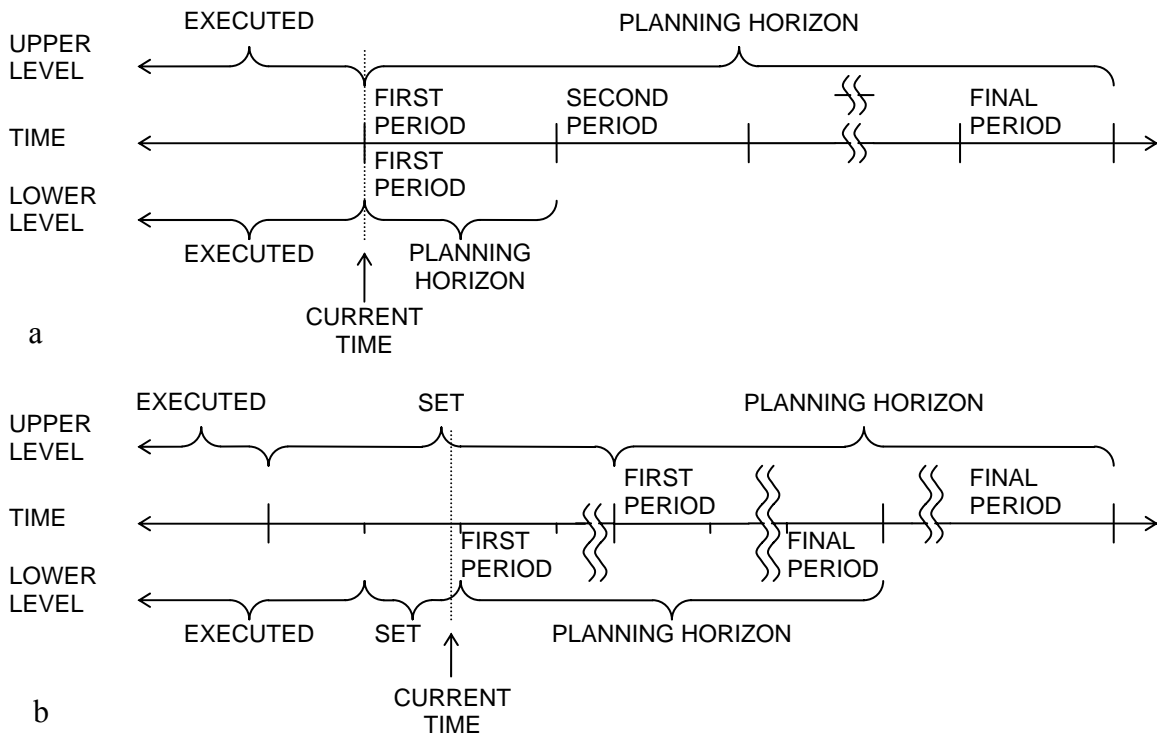 EXECUTED
PLANNING HORIZON
UPPER
LEVEL
FIRST
PERIOD
SECOND
PERIOD
FINAL
PERIOD
TIME
FIRST
PERIOD
LOWER
LEVEL
EXECUTED
PLANNING
HORIZON
CURRENT
TIME
a
EXECUTED
SET
PLANNING HORIZON
UPPER
LEVEL
FIRST
PERIOD
FINAL
PERIOD
TIME
FIRST
PERIOD
FINAL
PERIOD
LOWER
LEVEL
EXECUTED
SET
PLANNING HORIZON
CURRENT
TIME
b